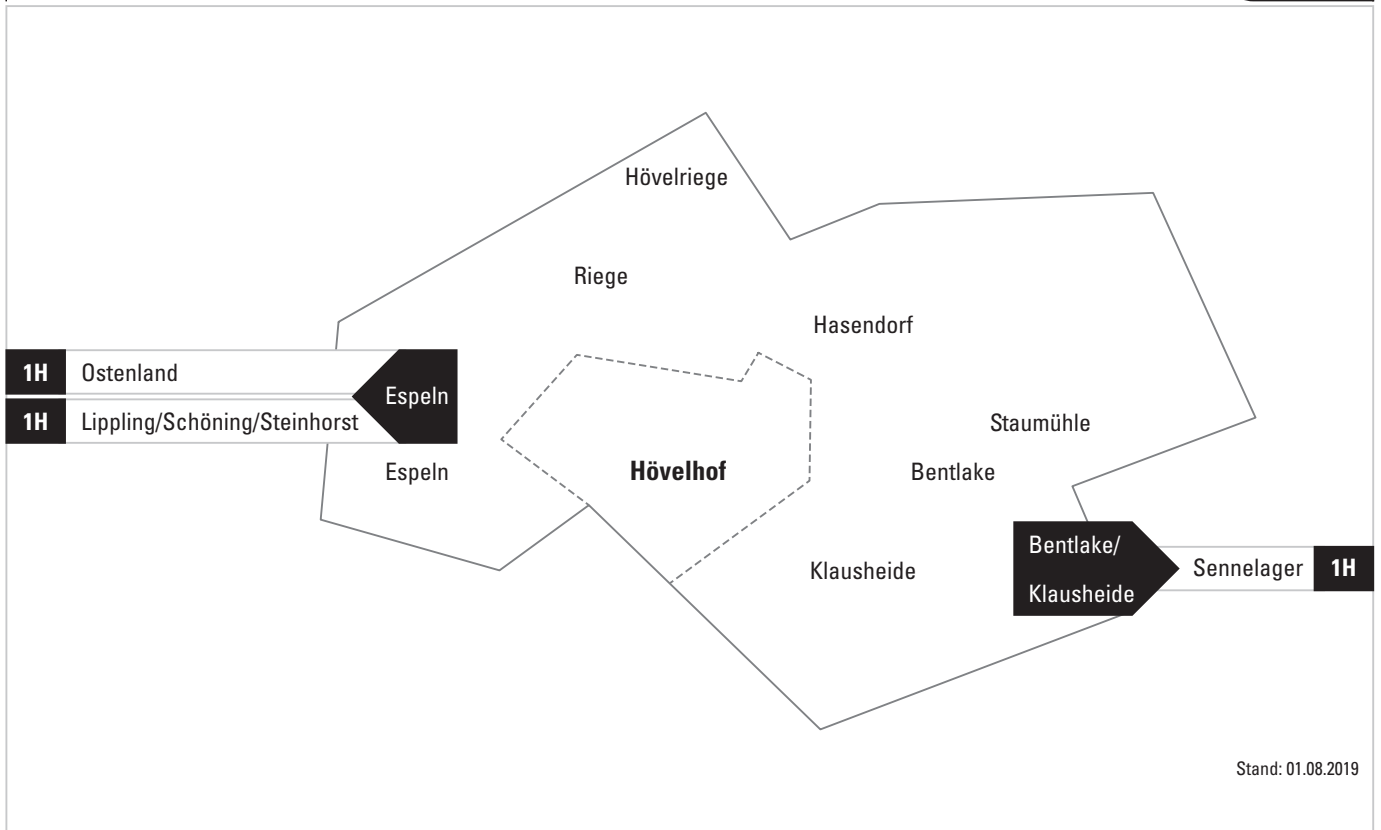 Hövelriege
Riege
Hasendorf
1H Ostenland
Espeln
1H Lippling/Schöning/Steinhorst
Staumühle
Espeln
Hövelhof
Bentlake
Bentlake/
Klausheide
Sennelager 1H
Klausheide
Stand: 01.08.2019